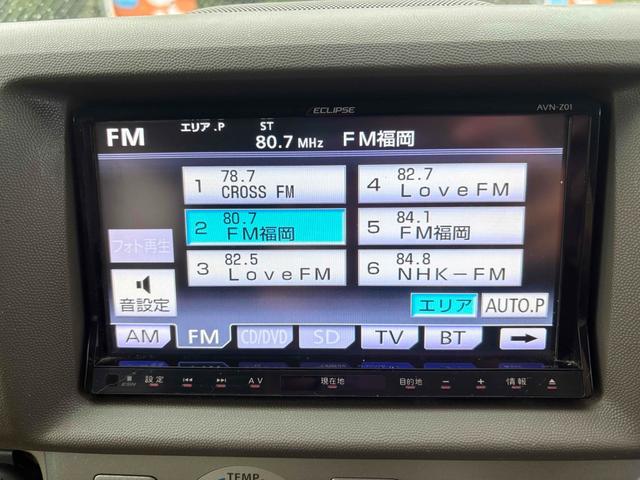 ECLIPSE
AVN-Z01
FM
エリア.P
ST
80.7 MHz
FM福岡
1 78.7 CROSS FM
2 80.7 FM福岡
3 82.5 LoveFM
4 82.7 LoveFM
5 84.1 FM福岡
6 84.8 NHK-FM
フォト再生
音設定
エリア
AUTO.P
AM
FM
CD/DVD
SD
TV
BT
ESN
設定
AV
現在地
目的地
情報
TEMP